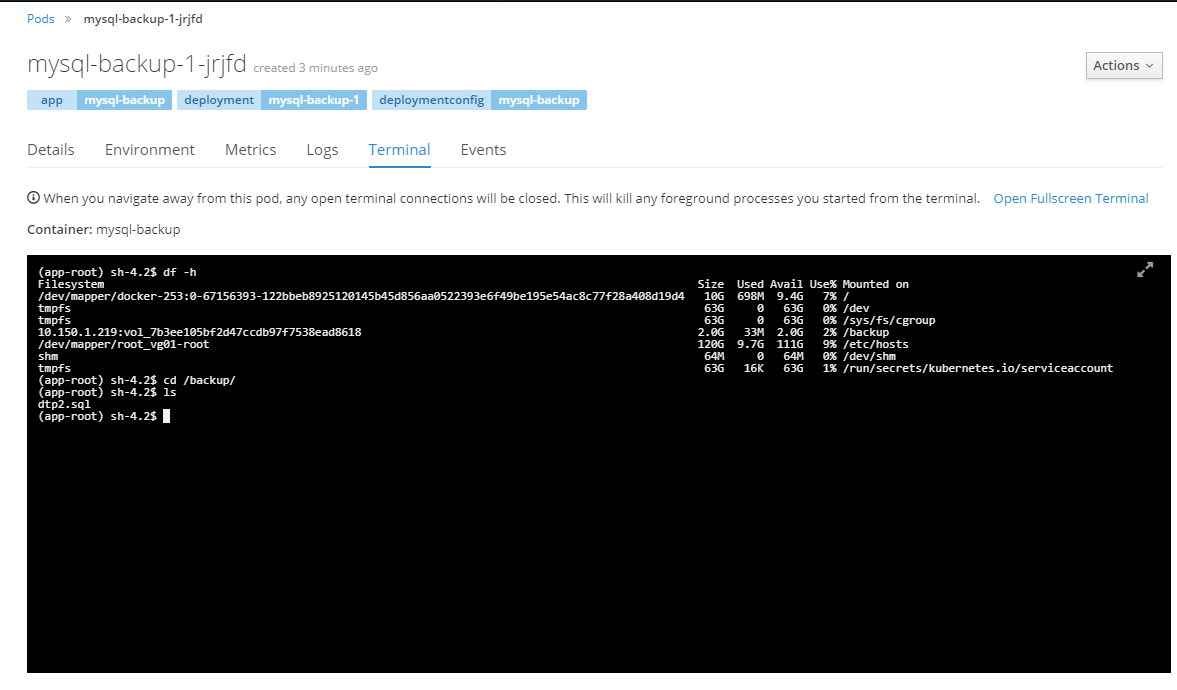 Pods » mysql-backup-1-jrjfd
mysql-backup-1-jrjfd created 3 minutes ago
Actions
app mysql-backup deployment mysql-backup-1 deploymentconfig mysql-backup
Details Environment Metrics Logs Terminal Events
When you navigate away from this pod, any open terminal connections will be closed. This will kill any foreground processes you started from the terminal. Open Fullscreen Terminal
Container: mysql-backup
(app-root) sh-4.2$ df -h
Filesystem Size Used Avail Use% Mounted on
/dev/mapper/docker-253:0-67156393-122bbeb8925120145b45d856aa0522393e6f49be195e54ac8c77f28a408d19d4 10G 698M 9.4G 7% /
tmpfs 63G 0 63G 0% /dev
tmpfs 63G 0 63G 0% /sys/fs/cgroup
10.150.1.219:vol_7b3ee105bf2d47ccdb97f7538ead8618 2.0G 33M 2.0G 2% /backup
/dev/mapper/root_vg01-root 120G 9.7G 111G 9% /etc/hosts
shm 64M 0 64M 0% /dev/shm
tmpfs 63G 16K 63G 1% /run/secrets/kubernetes.io/serviceaccount
(app-root) sh-4.2$ cd /backup/
(app-root) sh-4.2$ ls
dtp2.sql
(app-root) sh-4.2$